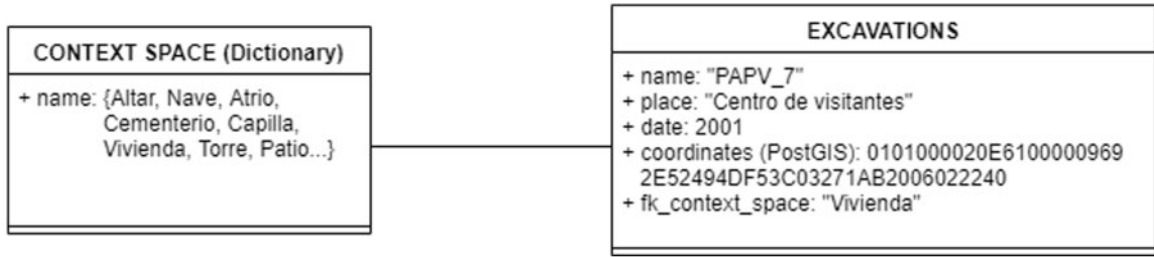 CONTEXT SPACE (Dictionary)
+ name: {Altar, Nave, Atrio,
Cementerio, Capilla,
Vivienda, Torre, Patio...}
EXCAVATIONS
+ name: "PAPV_7"
+ place: "Centro de visitantes"
+ date: 2001
+ coordinates (PostGIS): 0101000020E6100000969
2E52494DF53C03271AB2006022240
+ fk_context_space: "Vivienda"